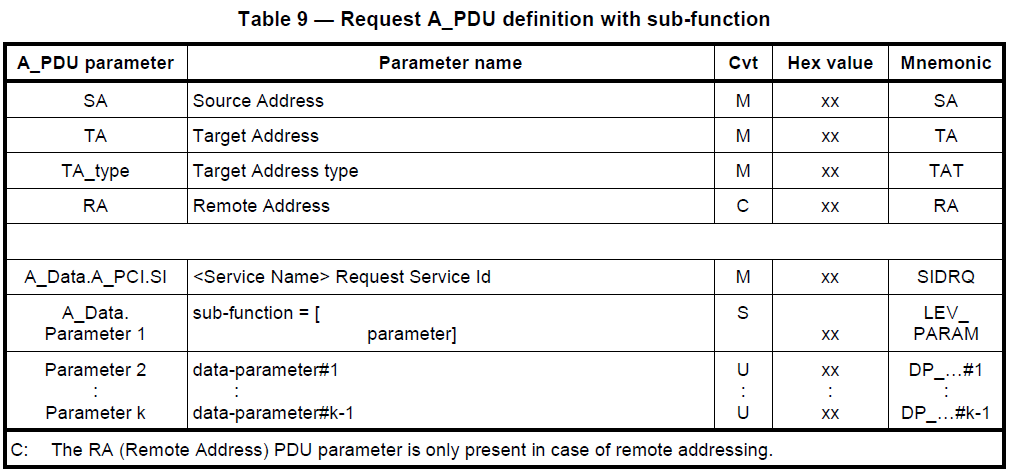 Table 9 — Request A_PDU definition with sub-function
A_PDU parameter Parameter name Cvt Hex value Mnemonic
SA Source Address M xx SA
TA Target Address M xx TA
TA_type Target Address type M xx TAT
RA Remote Address C xx RA
A_Data.A_PCI.SI <Service Name> Request Service Id M xx SIDRQ
A_Data. sub-function = [ S LEV_
Parameter 1 parameter] xx PARAM
Parameter 2 data-parameter#1 U xx DP_…#1
: : : : :
Parameter k data-parameter#k-1 U xx DP_…#k-1
C: The RA (Remote Address) PDU parameter is only present in case of remote addressing.